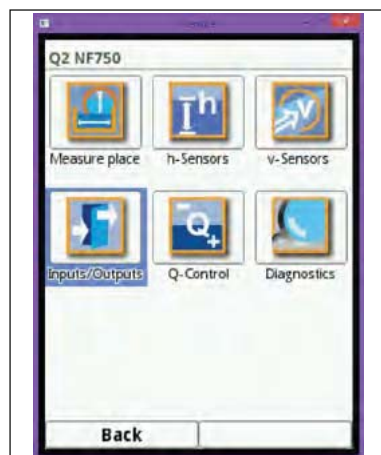 Q2 NF750
Measure place h-Sensors v-Sensors
Inputs/Outputs Q-Control Diagnostics
Back